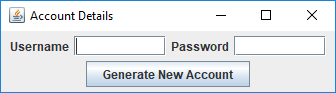 Account Details
Username Password
Generate New Account